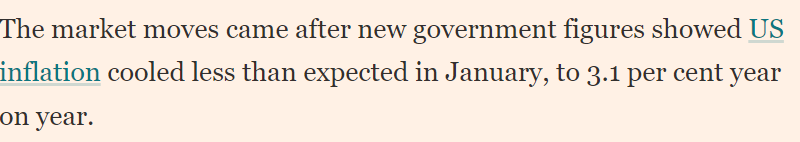 The market moves came after new government figures showed US
inflation cooled less than expected in January, to 3.1 per cent year
on year.